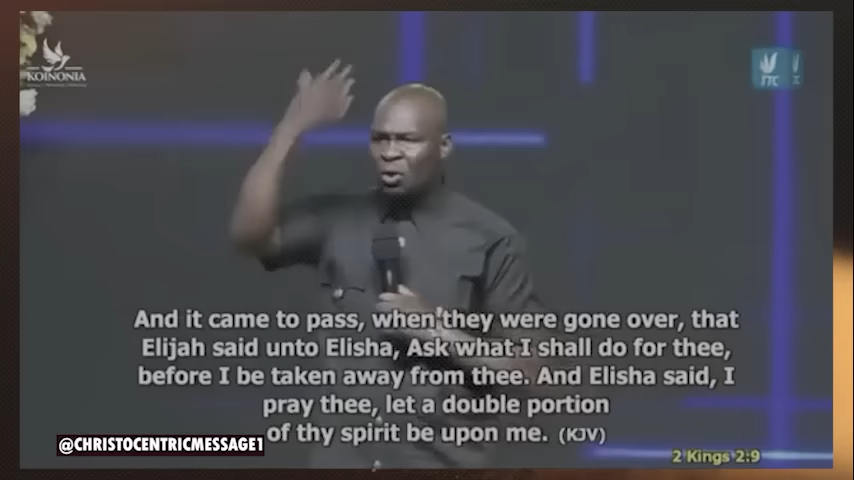 KOINONIA
ITC
And it came to pass, when they were gone over, that
Elijah said unto Elisha, Ask what I shall do for thee,
before I be taken away from thee. And Elisha said, I
pray thee, let a double portion
of thy spirit be upon me. (KJV)
@CHRISTOCENTRICMESSAGE1
2 Kings 2:9